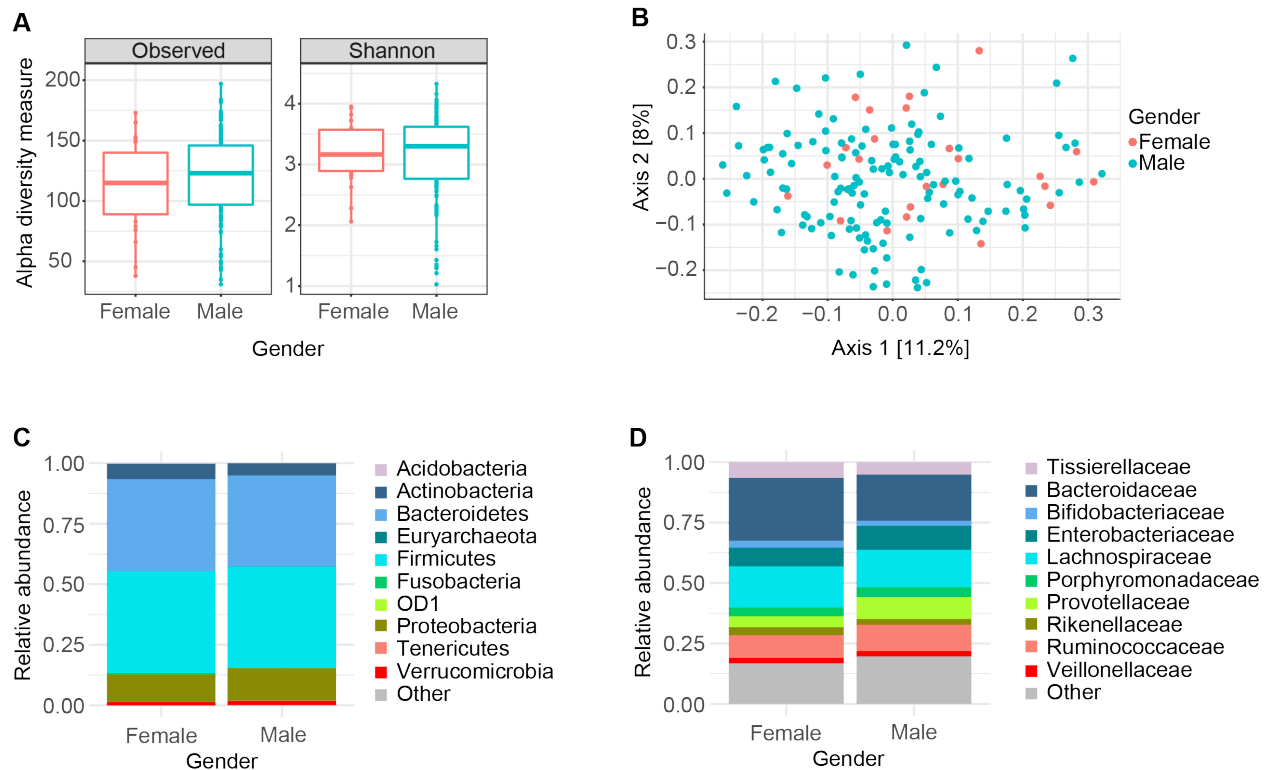 A
Observed
Shannon
Alpha diversity measure
200
150
100
50
4
3
2
1
Female
Male
Female
Male
Gender
B
Axis 2 [8%]
0.3
0.2
0.1
0.0
−0.1
−0.2
−0.2
−0.1
0.0
0.1
0.2
0.3
Axis 1 [11.2%]
Gender
Female
Male
C
Relative abundance
1.00
0.75
0.50
0.25
0.00
Female
Male
Gender
Acidobacteria
Actinobacteria
Bacteroidetes
Euryarchaeota
Firmicutes
Fusobacteria
OD1
Proteobacteria
Tenericutes
Verrucomicrobia
Other
D
Relative abundance
1.00
0.75
0.50
0.25
0.00
Female
Male
Gender
Tissierellaceae
Bacteroidaceae
Bifidobacteriaceae
Enterobacteriaceae
Lachnospiraceae
Porphyromonadaceae
Provotellaceae
Rikenellaceae
Ruminococcaceae
Veillonellaceae
Other